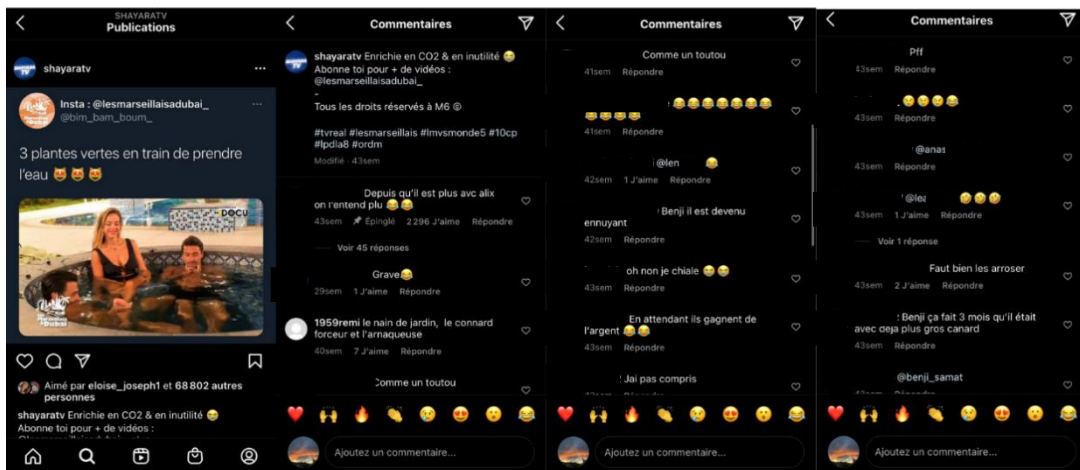 SHAYARATV
Publications
shayaratv
Insta : @lesmarseillaisadubai_
@bim_bam_boum_
3 plantes vertes en train de prendre
l'eau 😻 😻 😻
DOCU
Dubai
Aimé par eloise_joseph1 et 68 802 autres
personnes
shayaratv Enrichie en CO2 & en inutilité 😂
Abonne toi pour + de vidéos :
Commentaires
shayaratv Enrichie en CO2 & en inutilité 😂
Abonne toi pour + de vidéos :
@lesmarseillaisadubai_
-
Tous les droits réservés à M6 ©
#tvreal #lesmarseillais #lmvsmonde5 #10cp
#lpdla8 #ordm
Modifié · 43sem
Depuis qu'il est plus avc alix
on l'entend plu 😂 😂
43sem Épinglé 2 296 J'aime Répondre
Voir 45 réponses
Grave😂
29sem 1 J'aime Répondre
1959remi le nain de jardin, le connard
forceur et l'arnaqueuse
40sem 7 J'aime Répondre
Comme un toutou
❤️ 🙌 🔥 👏 😢 😍 😮 😂
Ajoutez un commentaire...
Commentaires
Comme un toutou
41sem Répondre
😂😂😂😂😂😂😂
😂😂😂😂
41sem Répondre
@len 😂
42sem 1 J'aime Répondre
Benji il est devenu
ennuyant
42sem Répondre
oh non je chiale 😂 😂
43sem Répondre
En attendant ils gagnent de
l'argent 😂 😂
43sem Répondre
Jai pas compris
❤️ 🙌 🔥 👏 😢 😍 😮 😂
Ajoutez un commentaire...
Commentaires
Pff
43sem Répondre
😢😢😢😂
43sem Répondre
@anas
43sem Répondre
@lez 🤣🤣🤣
43sem 1 J'aime Répondre
Voir 1 réponse
Faut bien les arroser
43sem 2 J'aime Répondre
: Benji ça fait 3 mois qu'il était
avec deja plus gros canard
43sem Répondre
@benji_samat
❤️ 🙌 🔥 👏 😢 😍 😮 😂
Ajoutez un commentaire...